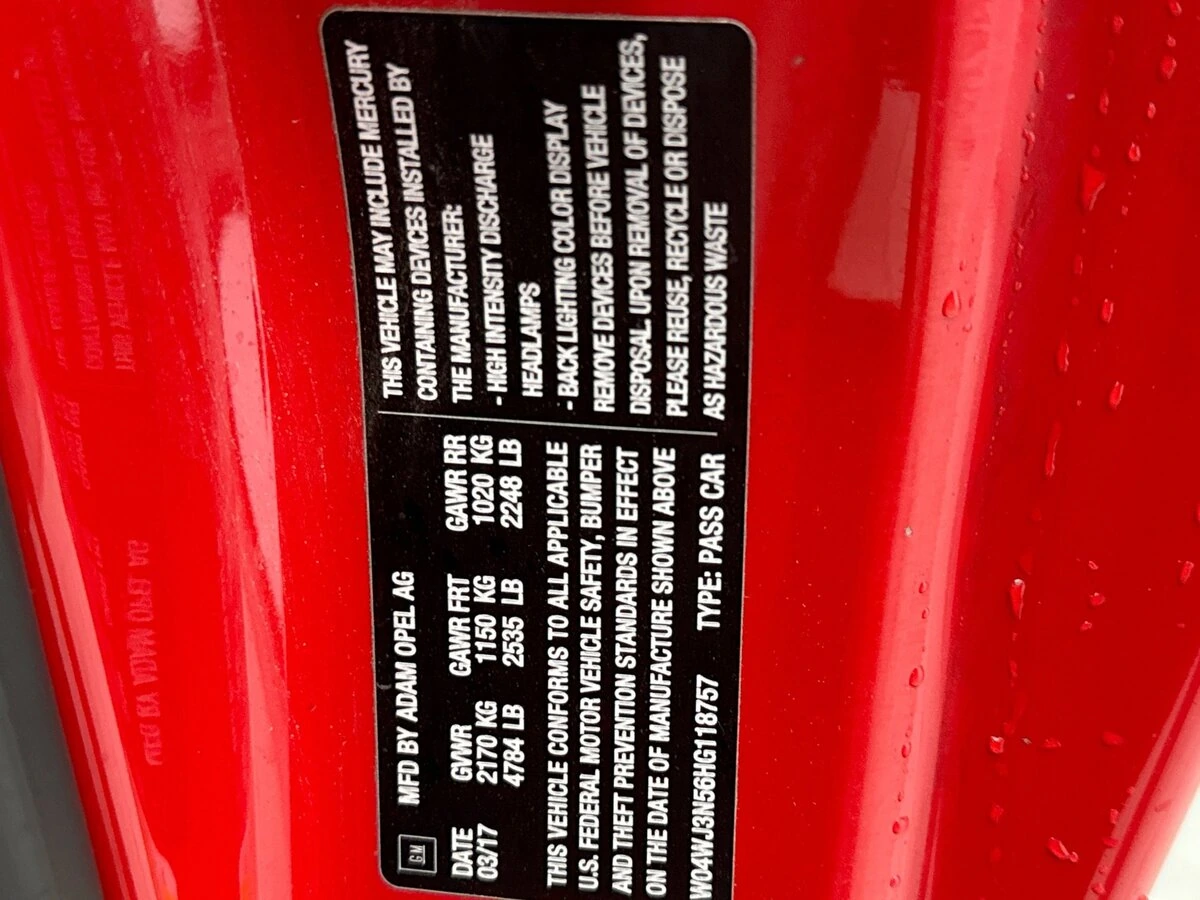 GM
MFD BY ADAM OPEL AG
DATE GVWR GAWR FRT GAWR RR
03/17 2170 KG 1150 KG 1020 KG
4784 LB 2535 LB 2248 LB
THIS VEHICLE CONFORMS TO ALL APPLICABLE
U.S. FEDERAL MOTOR VEHICLE SAFETY, BUMPER
AND THEFT PREVENTION STANDARDS IN EFFECT
ON THE DATE OF MANUFACTURE SHOWN ABOVE
W04WJ3N56HG118757 TYPE: PASS CAR
THIS VEHICLE MAY INCLUDE MERCURY
CONTAINING DEVICES INSTALLED BY
THE MANUFACTURER:
- HIGH INTENSITY DISCHARGE
HEADLAMPS
- BACK LIGHTING COLOR DISPLAY
REMOVE DEVICES BEFORE VEHICLE
DISPOSAL. UPON REMOVAL OF DEVICES,
PLEASE REUSE, RECYCLE OR DISPOSE
AS HAZARDOUS WASTE